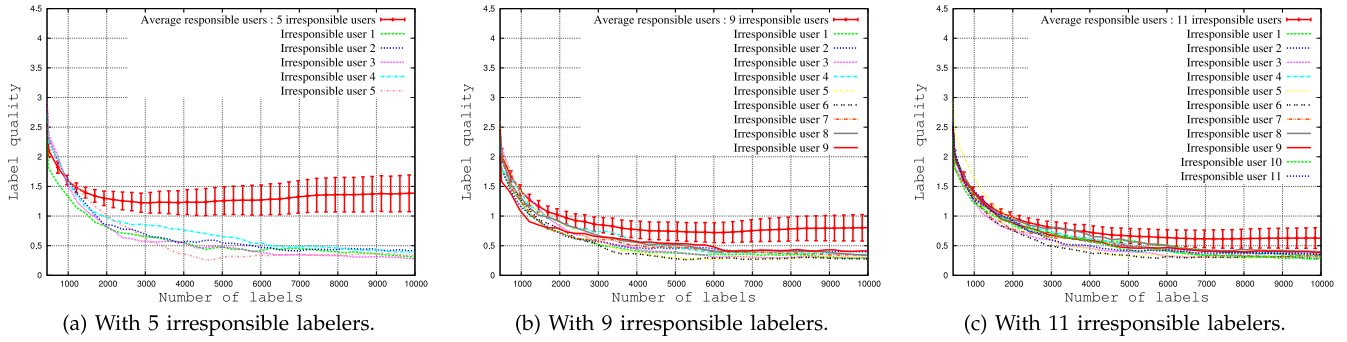 Average responsible users : 5 irresponsible users
Irresponsible user 1
Irresponsible user 2
Irresponsible user 3
Irresponsible user 4
Irresponsible user 5
Label quality
4.5
4
3.5
3
2.5
2
1.5
1
0.5
0
1000 2000 3000 4000 5000 6000 7000 8000 9000 10000
Number of labels
(a) With 5 irresponsible labelers.
Average responsible users : 9 irresponsible users
Irresponsible user 1
Irresponsible user 2
Irresponsible user 3
Irresponsible user 4
Irresponsible user 5
Irresponsible user 6
Irresponsible user 7
Irresponsible user 8
Irresponsible user 9
Label quality
4.5
4
3.5
3
2.5
2
1.5
1
0.5
0
1000 2000 3000 4000 5000 6000 7000 8000 9000 10000
Number of labels
(b) With 9 irresponsible labelers.
Average responsible users : 11 irresponsible users
Irresponsible user 1
Irresponsible user 2
Irresponsible user 3
Irresponsible user 4
Irresponsible user 5
Irresponsible user 6
Irresponsible user 7
Irresponsible user 8
Irresponsible user 9
Irresponsible user 10
Irresponsible user 11
Label quality
4.5
4
3.5
3
2.5
2
1.5
1
0.5
0
1000 2000 3000 4000 5000 6000 7000 8000 9000 10000
Number of labels
(c) With 11 irresponsible labelers.